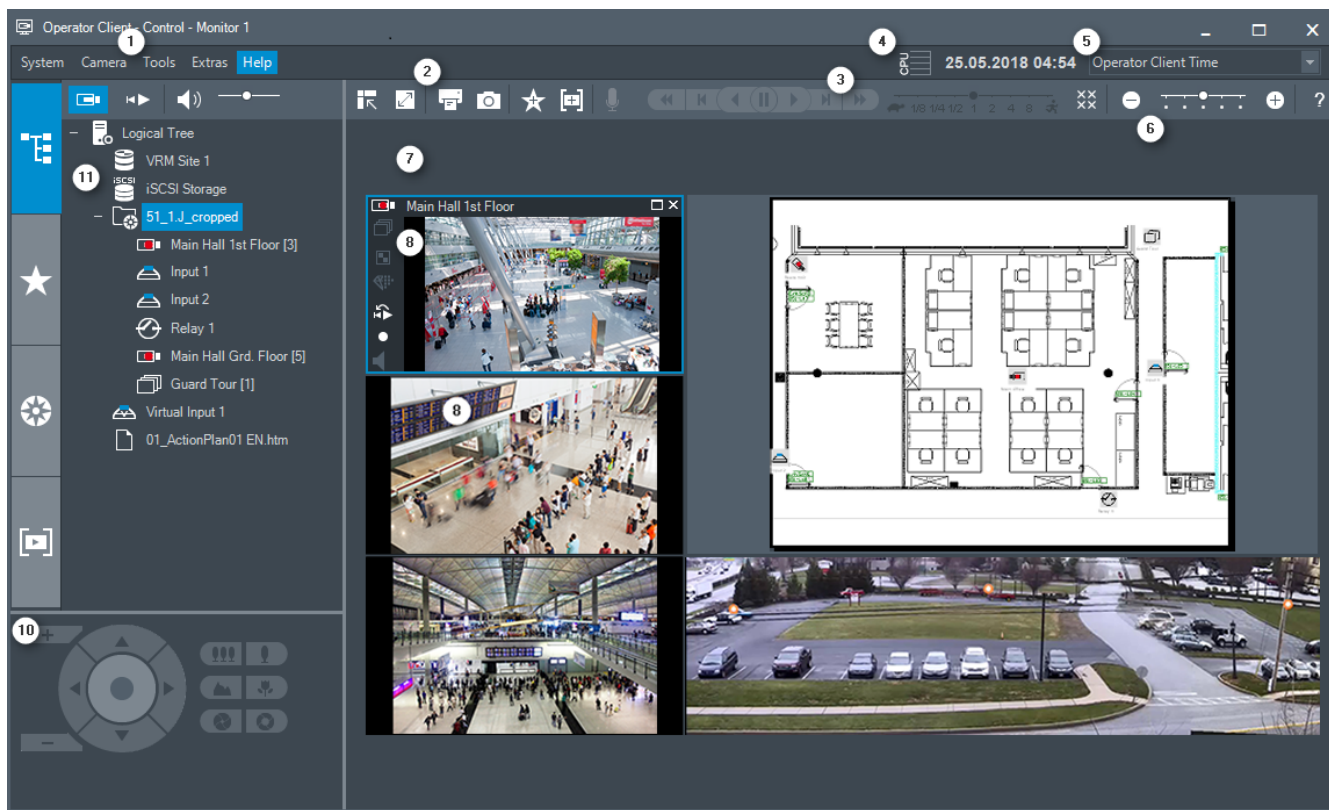 Operator Client - Control - Monitor 1
1
4
5
System Camera Tools Extras Help
CPU
25.05.2018 04:54
Operator Client Time
2
3
1/8 1/4 1/2 1 2 4 8
?
6
Logical Tree
7
VRM Site 1
11
iSCSI
iSCSI Storage
51_1.J_cropped
Main Hall 1st Floor
Main Hall 1st Floor [3]
8
Input 1
Input 2
Relay 1
Main Hall Grd. Floor [5]
Guard Tour [1]
Virtual Input 1
8
01_ActionPlan01 EN.htm
Relay 1
10